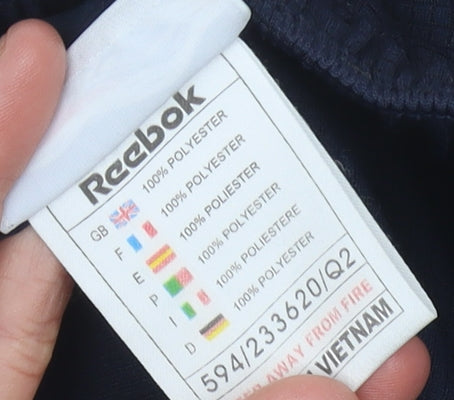 Reebok
GB 100% POLYESTER
F 100% POLYESTER
E 100% POLIESTER
P 100% POLYESTER
I 100% POLIESTERE
D 100% POLYESTER
594/233620/Q2
AWAY FROM FIRE
VIETNAM